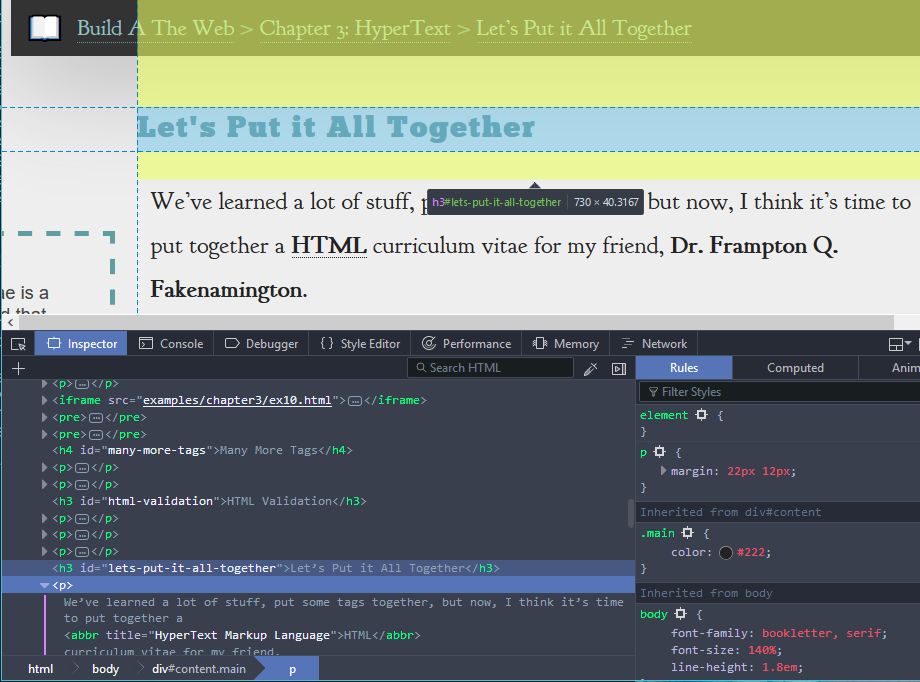 Build A The Web > Chapter 3: HyperText > Let's Put it All Together
Let's Put it All Together
We've learned a lot of stuff, but now, I think it's time to
h3#lets-put-it-all-together 730 × 40.3167
put together a HTML curriculum vitae for my friend, Dr. Frampton Q.
Fakenamington.
is a
Inspector Console Debugger Style Editor Performance Memory Network
Search HTML
<p></p>
<iframe src="examples/chapter3/ex10.html"></iframe>
<pre></pre>
<pre></pre>
<h4 id="many-more-tags">Many More Tags</h4>
<p></p>
<p></p>
<h3 id="html-validation">HTML Validation</h3>
<p></p>
<p></p>
<p></p>
<h3 id="lets-put-it-all-together">Let's Put it All Together</h3>
<p>
We've learned a lot of stuff, put some tags together, but now, I think it's time
to put together a
<abbr title="HyperText Markup Language">HTML</abbr>
curriculum vitae for my friend,
html body div#content.main p
Rules Computed Anim
Filter Styles
element {
}
p {
margin: 22px 12px;
}
Inherited from div#content
.main {
color: #222;
}
Inherited from body
body {
font-family: bookletter, serif;
font-size: 140%;
line-height: 1.8em;